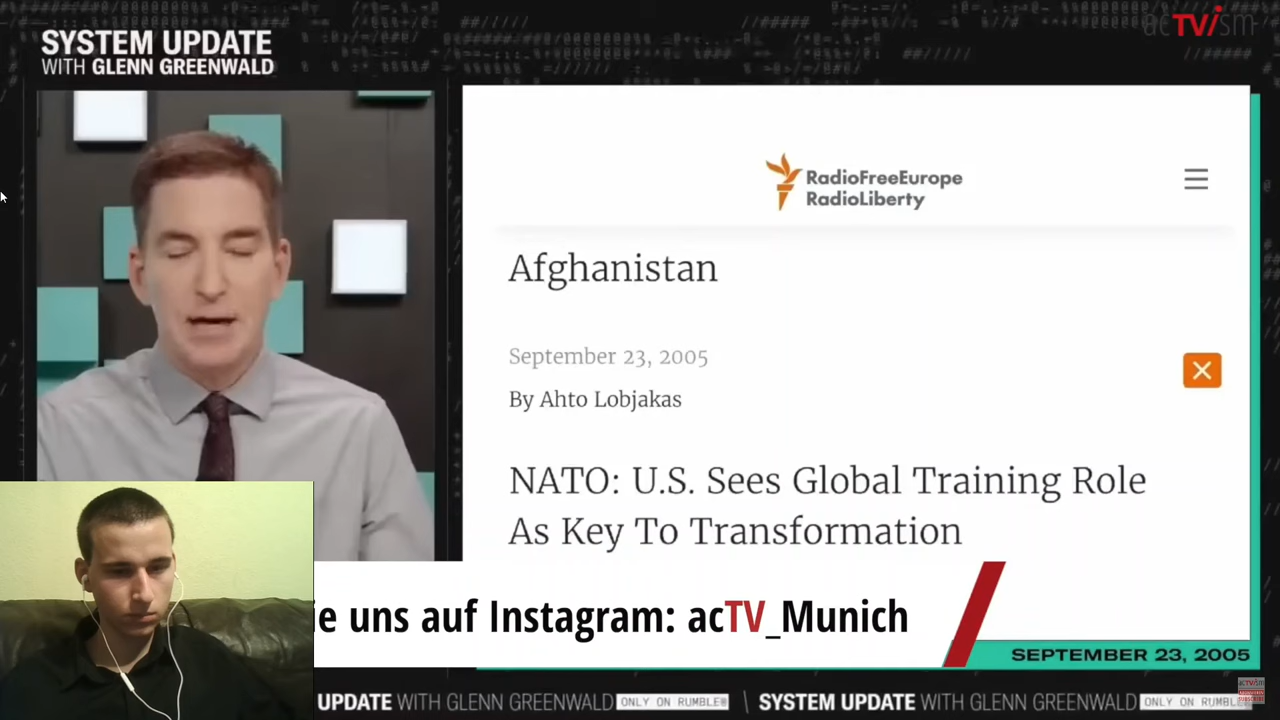 SYSTEM UPDATE
WITH GLENN GREENWALD
acTVism
RadioFreeEurope
RadioLiberty
Afghanistan
September 23, 2005
By Ahto Lobjakas
NATO: U.S. Sees Global Training Role
As Key To Transformation
ie uns auf Instagram: acTV_Munich
SEPTEMBER 23, 2005
UPDATE WITH GLENN GREENWALD ONLY ON RUMBLE | SYSTEM UPDATE WITH GLENN GREENWALD ONLY ON RUMBL